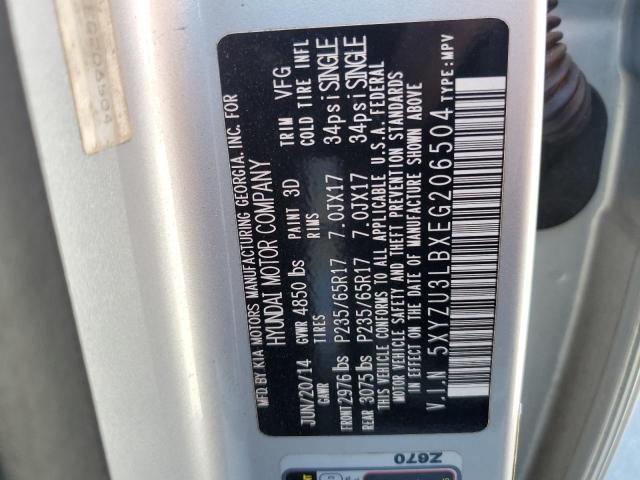 MFD.BY KIA MOTORS MANUFACTURING GEORGIA. INC. FOR
HYUNDAI MOTOR COMPANY
JUN/20/14 PAINT 3D TRIM VFG
GVWR 4850 lbs
GAWR TIRES RIMS COLD TIRE INFL
FRONT 2976 lbs P235/65R17 7.0JX17 34psi SINGLE
REAR 3075 lbs P235/65R17 7.0JX17 34psi SINGLE
THIS VEHICLE CONFORMS TO ALL APPLICABLE U.S.A. FEDERAL
MOTOR VEHICLE SAFETY AND THEFT PREVENTION STANDARDS
IN EFFECT ON THE DATE OF MANUFACTURE SHOWN ABOVE
V.I.N 5XYZU3LBXEG206504 TYPE:MPV
Z670